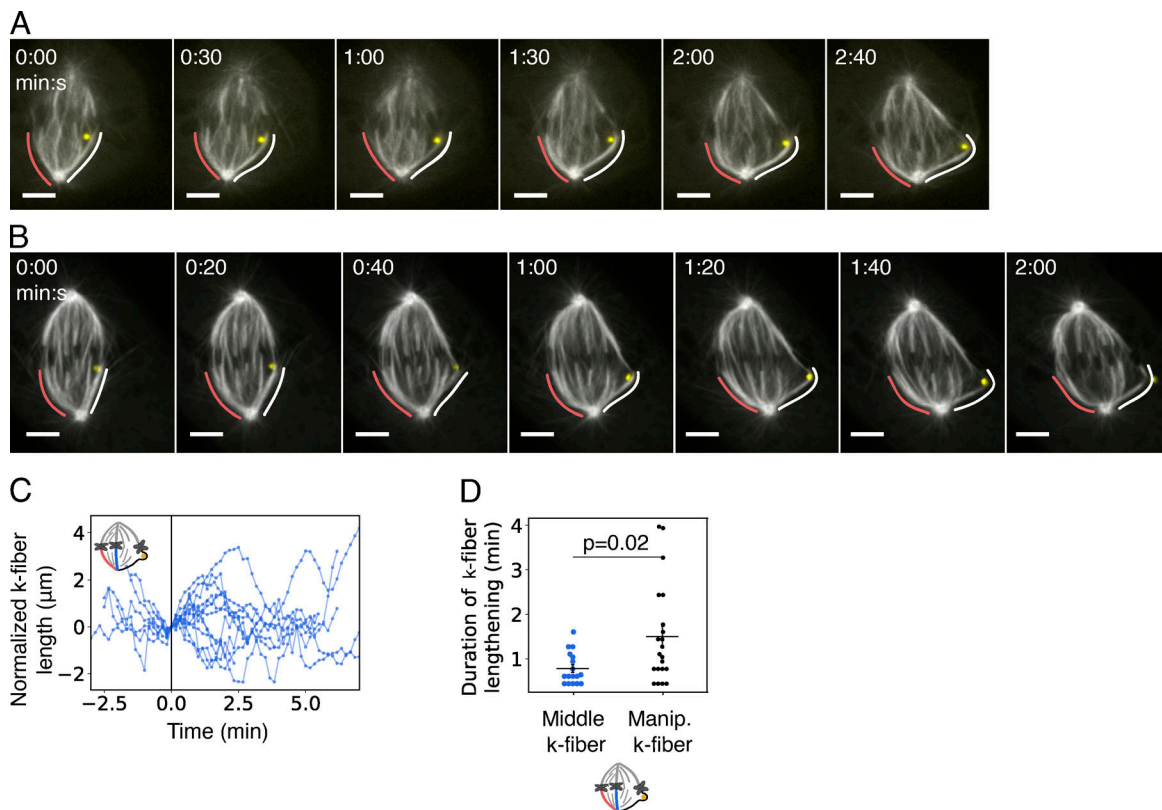 A
0:00
min:s
0:30
1:00
1:30
2:00
2:40
B
0:00
min:s
0:20
0:40
1:00
1:20
1:40
2:00
C
Normalized k-fiber
length (µm)
4
2
0
−2
−2.5
0.0
2.5
5.0
Time (min)
D
Duration of k-fiber
lengthening (min)
4
3
2
1
p=0.02
Middle
k-fiber
Manip.
k-fiber